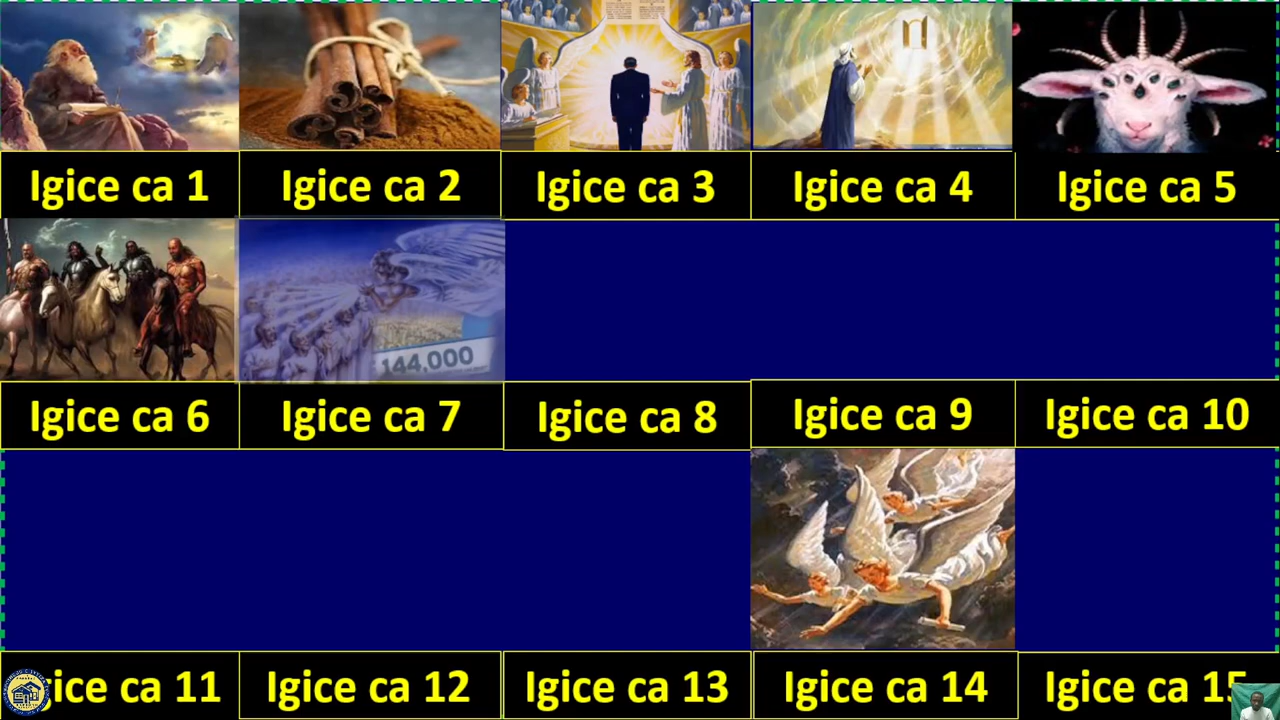 Igice ca 1
Igice ca 2
Igice ca 3
Igice ca 4
Igice ca 5
144,000
Igice ca 6
Igice ca 7
Igice ca 8
Igice ca 9
Igice ca 10
ice ca 11
Igice ca 12
Igice ca 13
Igice ca 14
Igice ca 15